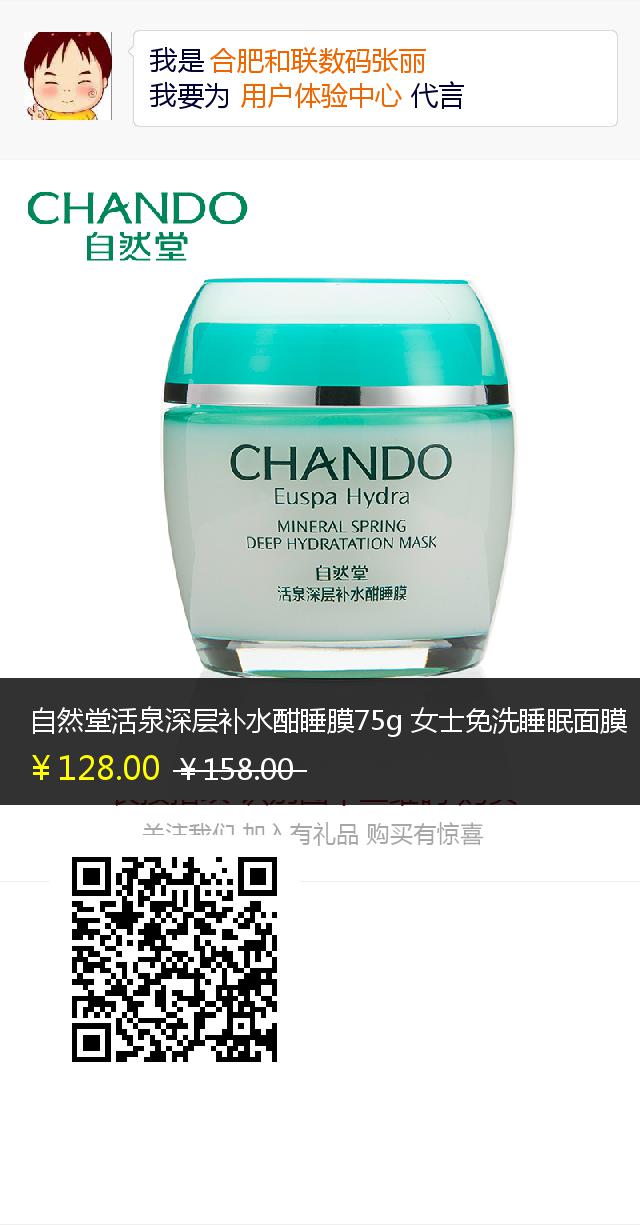 我是 合肥和联数码张丽
我要为 用户体验中心 代言
CHANDO
自然堂
CHANDO
Euspa Hydra
MINERAL SPRING
DEEP HYDRATATION MASK
自然堂
活泉深层补水酣睡膜
自然堂活泉深层补水酣睡膜75g 女士免洗睡眠面膜
￥128.00 ￥158.00
关注我们 加入有礼品 购买有惊喜